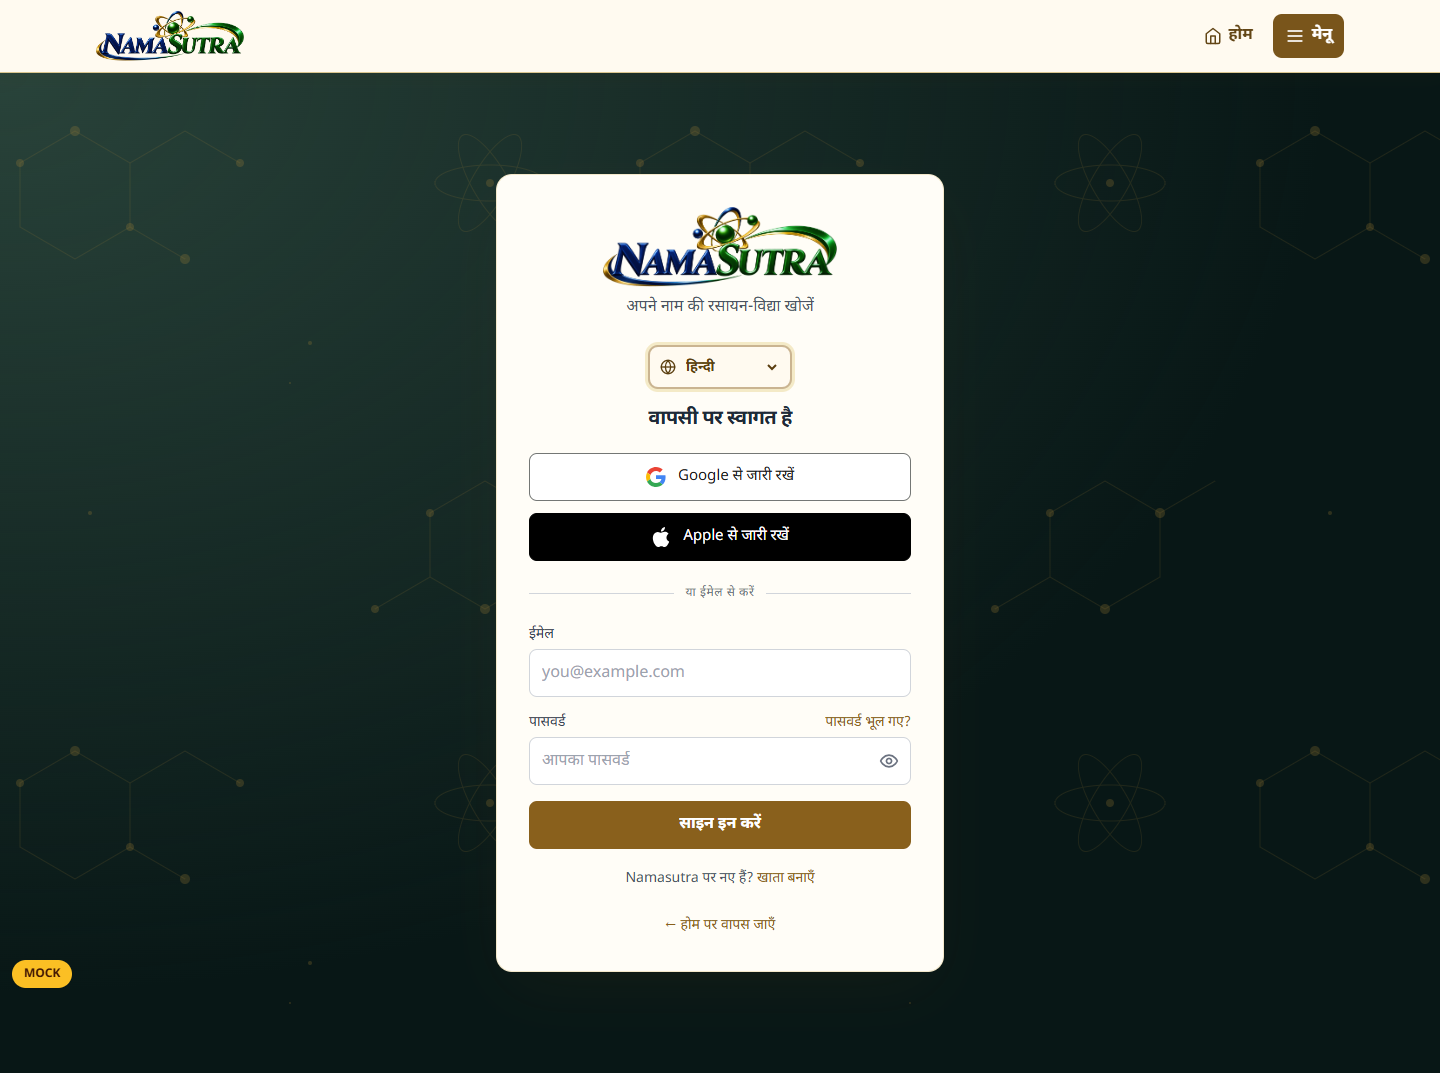 NAMASUTRA
होम
मेनू
NAMASUTRA
अपने नाम की रसायन-विद्या खोजें
हिन्दी
वापसी पर स्वागत है
Google से जारी रखें
Apple से जारी रखें
या ईमेल से करें
ईमेल
you@example.com
पासवर्ड
पासवर्ड भूल गए?
आपका पासवर्ड
साइन इन करें
Namasutra पर नए हैं? खाता बनाएँ
← होम पर वापस जाएँ
MOCK